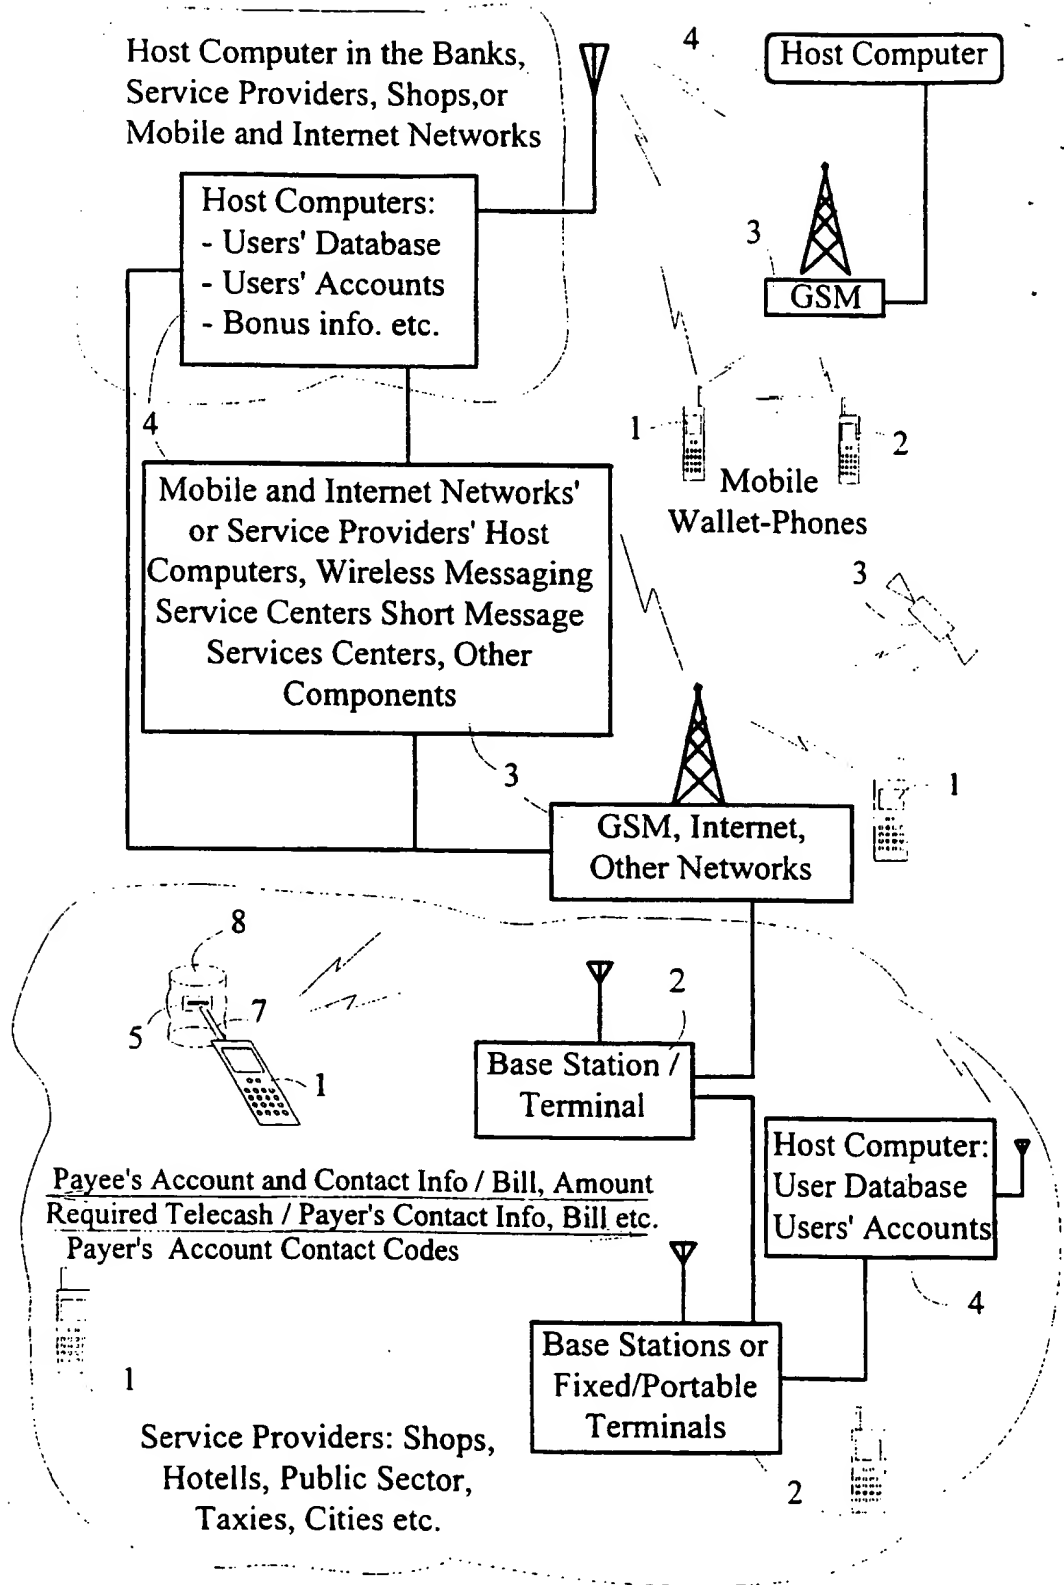 Host Computer in the Banks,
Service Providers, Shops,or
Mobile and Internet Networks
4
Host Computer
Host Computers:
- Users' Database
- Users' Accounts
- Bonus info. etc.
3
GSM
4
1
2
Mobile
Wallet-Phones
Mobile and Internet Networks'
or Service Providers' Host
Computers, Wireless Messaging
Service Centers Short Message
Services Centers, Other
Components
3
3
1
GSM, Internet,
Other Networks
8
5
7
1
2
Base Station /
Terminal
Host Computer:
User Database
Users' Accounts
4
Payee's Account and Contact Info / Bill, Amount
Required Telecash / Payer's Contact Info, Bill etc.
Payer's Account Contact Codes
1
Base Stations or
Fixed/Portable
Terminals
2
Service Providers: Shops,
Hotells, Public Sector,
Taxies, Cities etc.